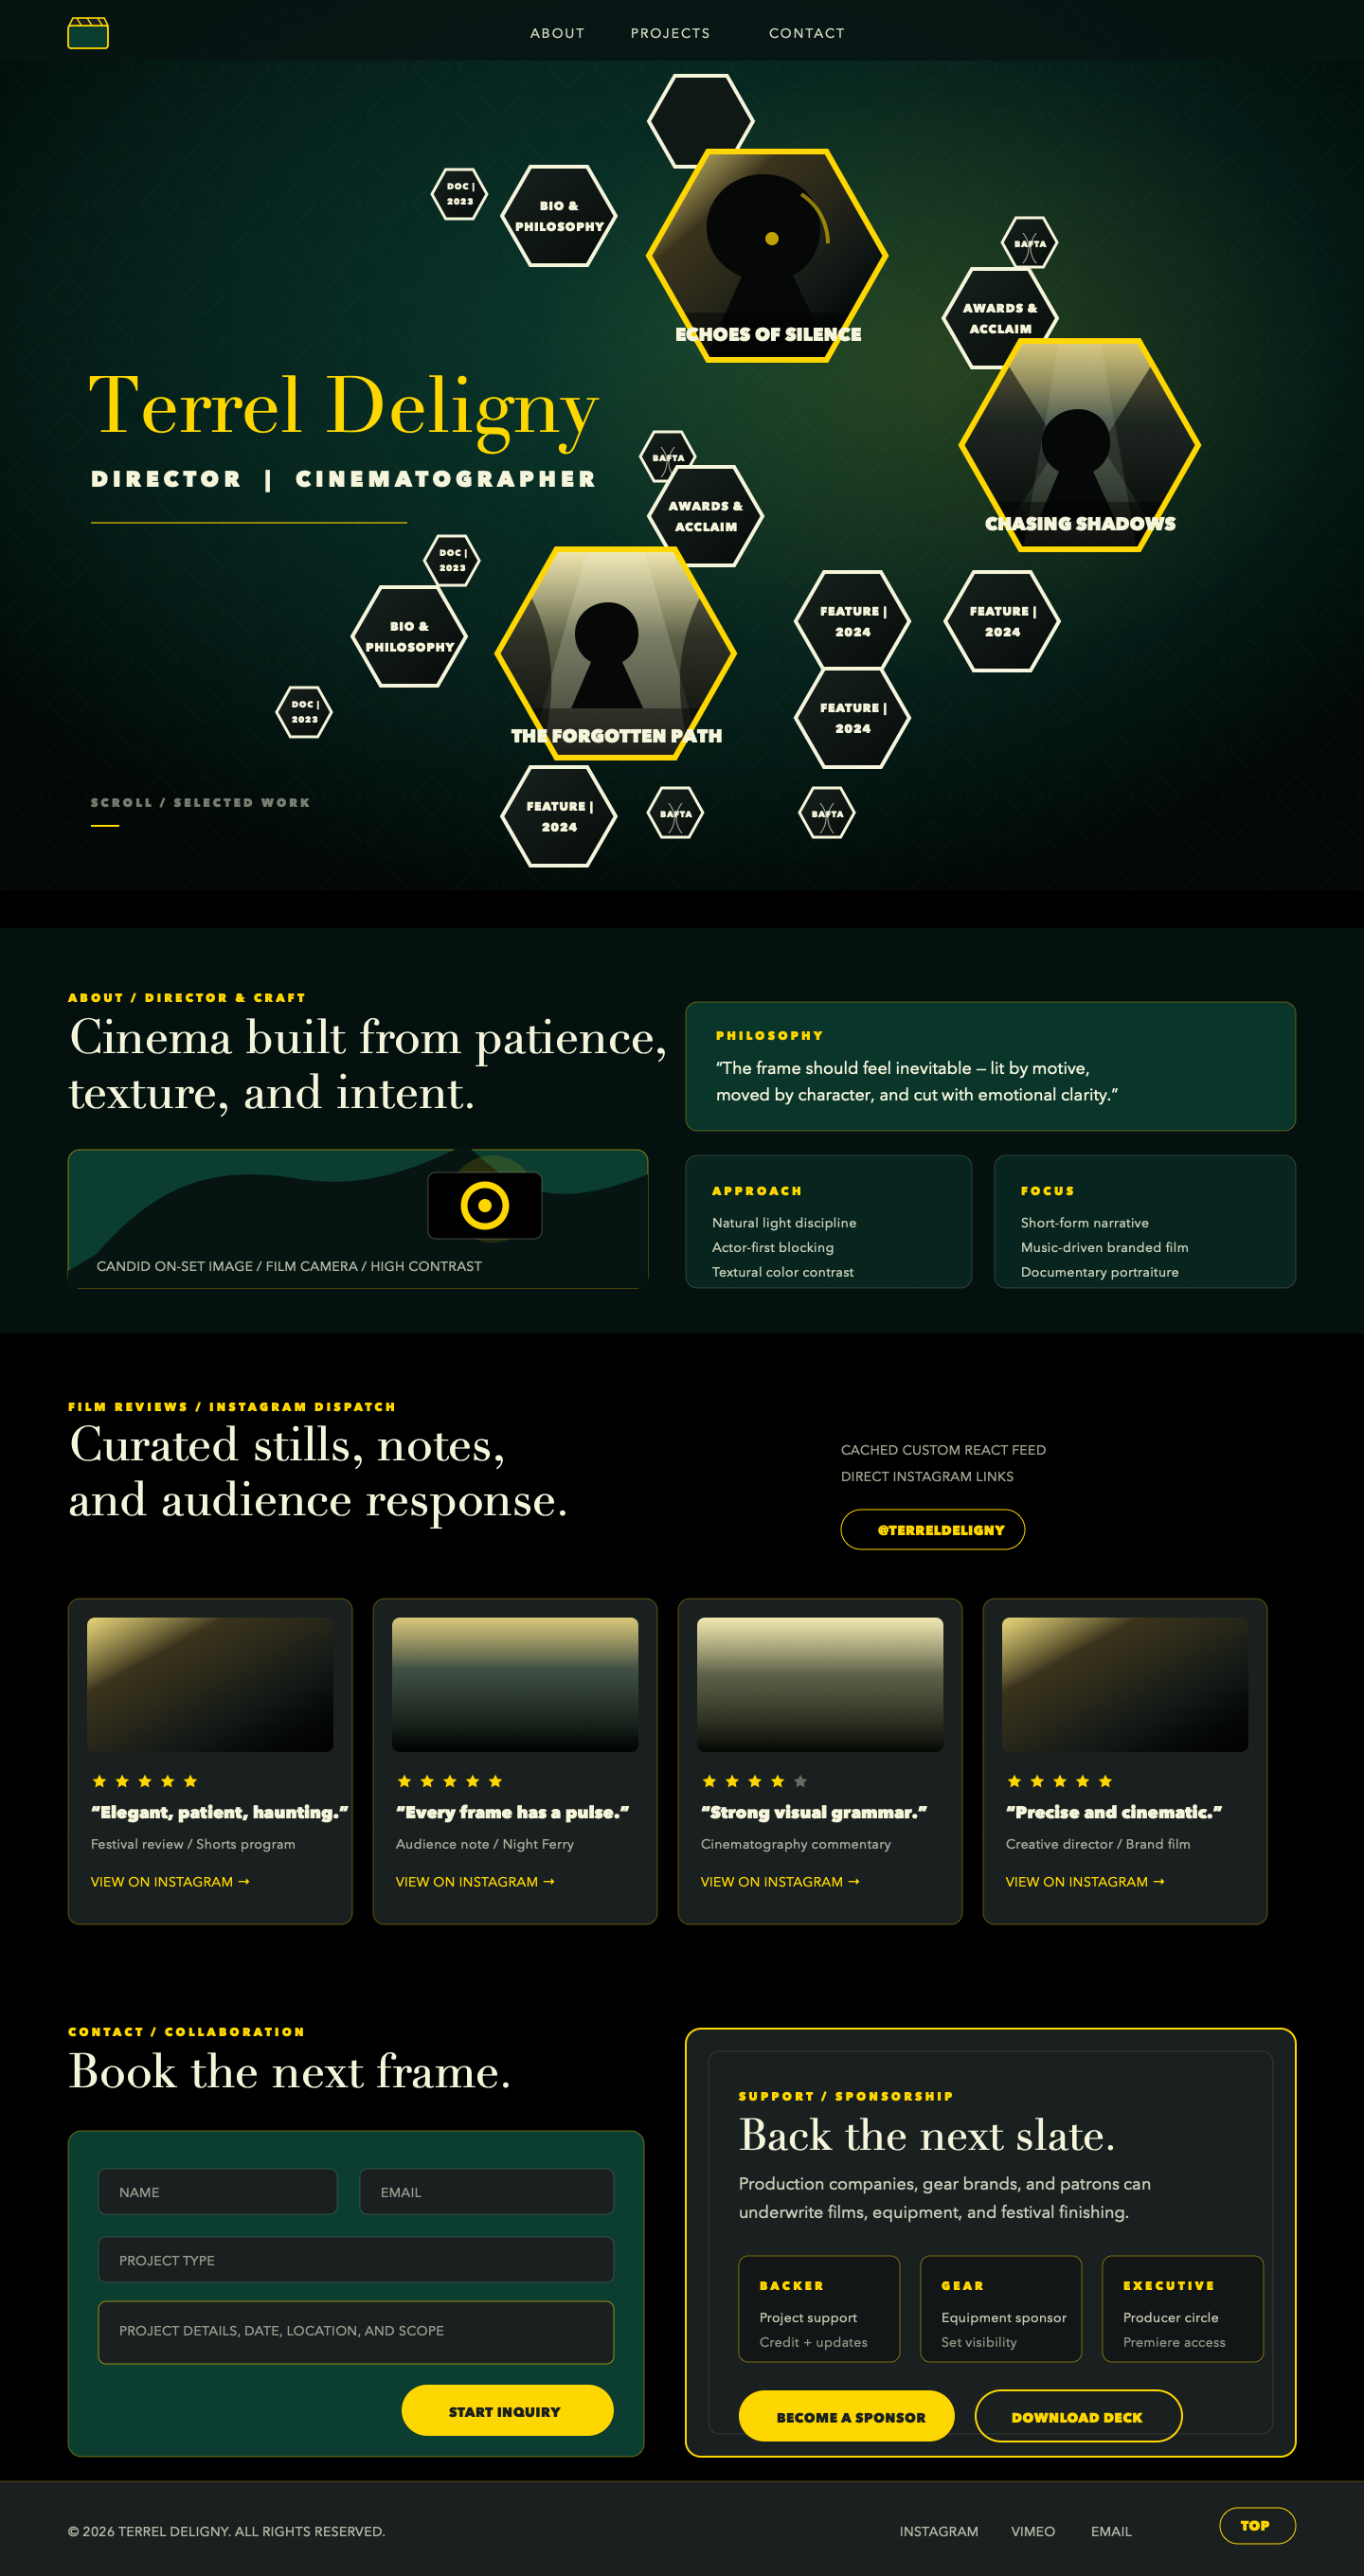 ABOUT
PROJECTS
CONTACT
DOC |
2023
BIO &
PHILOSOPHY
ECHOES OF SILENCE
BAFTA
AWARDS &
ACCLAIM
CHASING SHADOWS
Terrel Deligny
DIRECTOR | CINEMATOGRAPHER
BAFTA
AWARDS &
ACCLAIM
DOC |
2023
BIO &
PHILOSOPHY
THE FORGOTTEN PATH
FEATURE |
2024
FEATURE |
2024
FEATURE |
2024
DOC |
2023
SCROLL / SELECTED WORK
FEATURE |
2024
BAFTA
BAFTA
ABOUT / DIRECTOR & CRAFT
Cinema built from patience,
texture, and intent.
CANDID ON-SET IMAGE / FILM CAMERA / HIGH CONTRAST
PHILOSOPHY
“The frame should feel inevitable — lit by motive,
moved by character, and cut with emotional clarity.”
APPROACH
Natural light discipline
Actor-first blocking
Textural color contrast
FOCUS
Short-form narrative
Music-driven branded film
Documentary portraiture
FILM REVIEWS / INSTAGRAM DISPATCH
Curated stills, notes,
and audience response.
CACHED CUSTOM REACT FEED
DIRECT INSTAGRAM LINKS
@TERRELDELIGNY
“Elegant, patient, haunting.”
Festival review / Shorts program
VIEW ON INSTAGRAM →
“Every frame has a pulse.”
Audience note / Night Ferry
VIEW ON INSTAGRAM →
“Strong visual grammar.”
Cinematography commentary
VIEW ON INSTAGRAM →
“Precise and cinematic.”
Creative director / Brand film
VIEW ON INSTAGRAM →
CONTACT / COLLABORATION
Book the next frame.
NAME
EMAIL
PROJECT TYPE
PROJECT DETAILS, DATE, LOCATION, AND SCOPE
START INQUIRY
SUPPORT / SPONSORSHIP
Back the next slate.
Production companies, gear brands, and patrons can
underwrite films, equipment, and festival finishing.
BACKER
Project support
Credit + updates
GEAR
Equipment sponsor
Set visibility
EXECUTIVE
Producer circle
Premiere access
BECOME A SPONSOR
DOWNLOAD DECK
© 2026 TERREL DELIGNY. ALL RIGHTS RESERVED.
INSTAGRAM
VIMEO
EMAIL
TOP